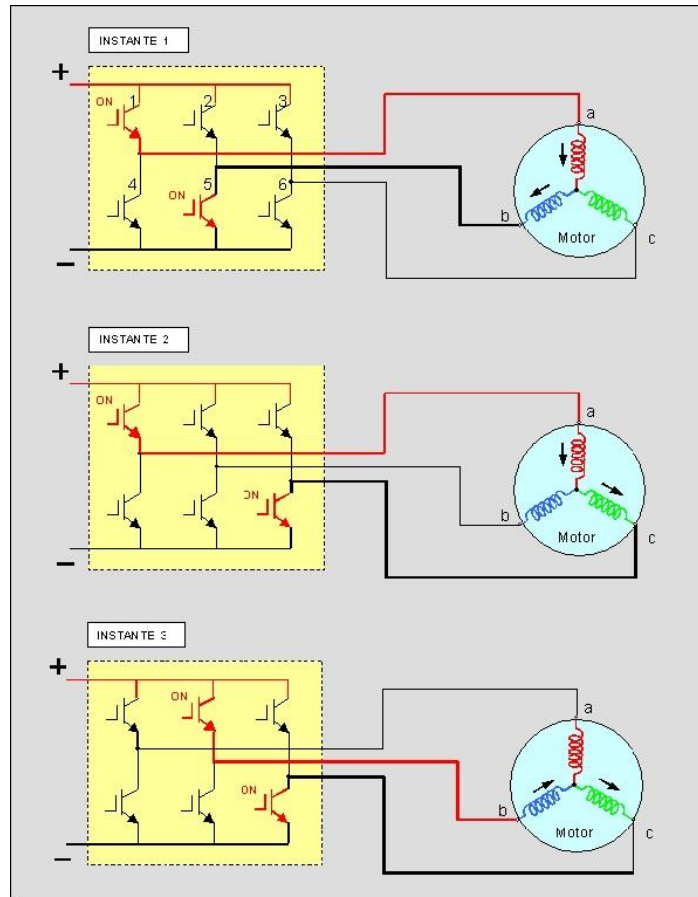 INSTANTE 1
+
1 2 3
ON
a
4 5 6
ON
b
Motor
c
−
INSTANTE 2
+
ON
a
ON
b
Motor
c
−
INSTANTE 3
+
ON
a
ON
b
Motor
c
−